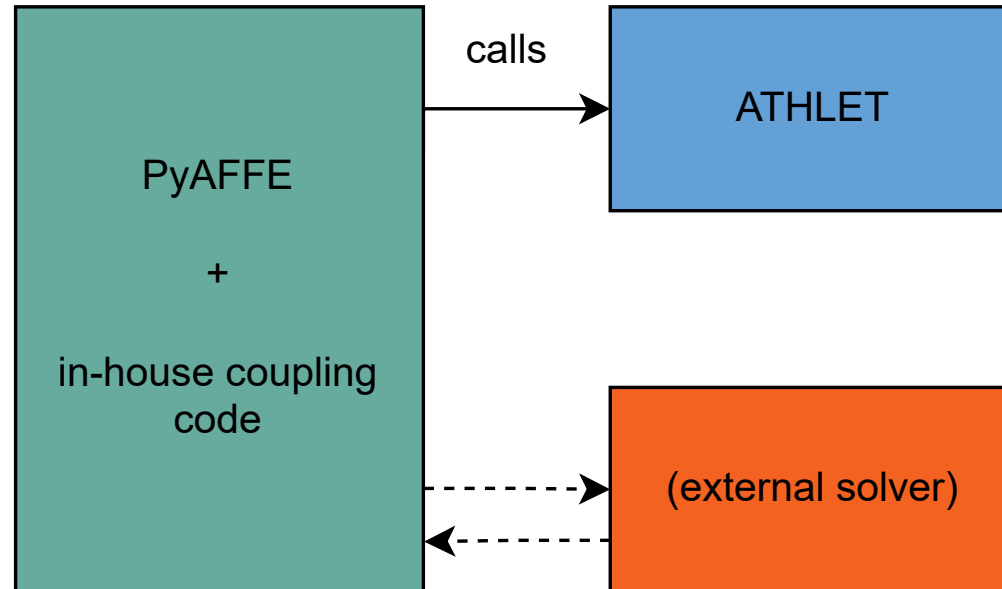 calls
ATHLET
PyAFFE
+
in-house coupling
code
(external solver)